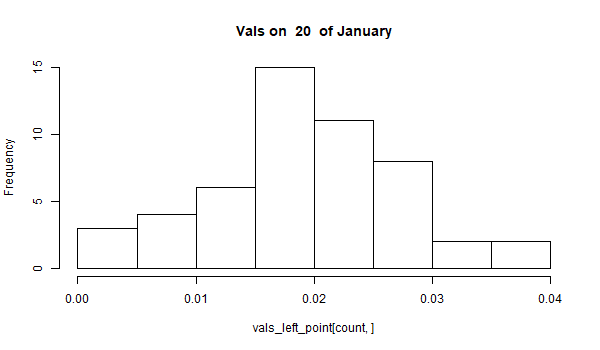 Vals on  20  of January
Frequency
15
10
5
0
0.00 0.01 0.02 0.03 0.04
vals_left_point[count, ]